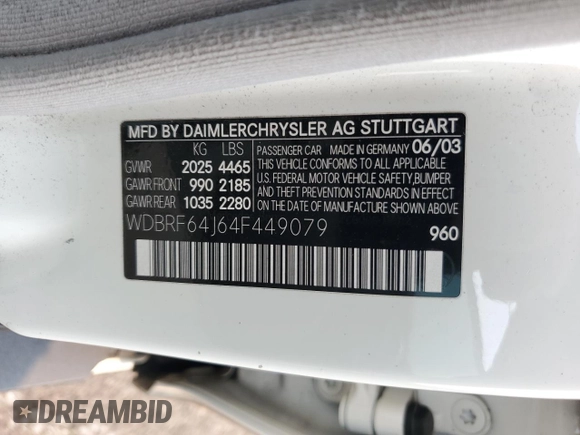 MFD BY DAIMLERCHRYSLER AG STUTTGART
KG LBS
GVWR 2025 4465
GAWR FRONT 990 2185
GAWR REAR 1035 2280
PASSENGER CAR MADE IN GERMANY 06/03
THIS VEHICLE CONFORMS TO ALL APPLICABLE
U.S. FEDERAL MOTOR VEHICLE SAFETY,BUMPER
AND THEFT PREVENTION STANDARDS IN EFFECT
ON THE DATE OF MANUFACTURE SHOWN ABOVE.
WDBRF64J64F449079
960
DREAMBID